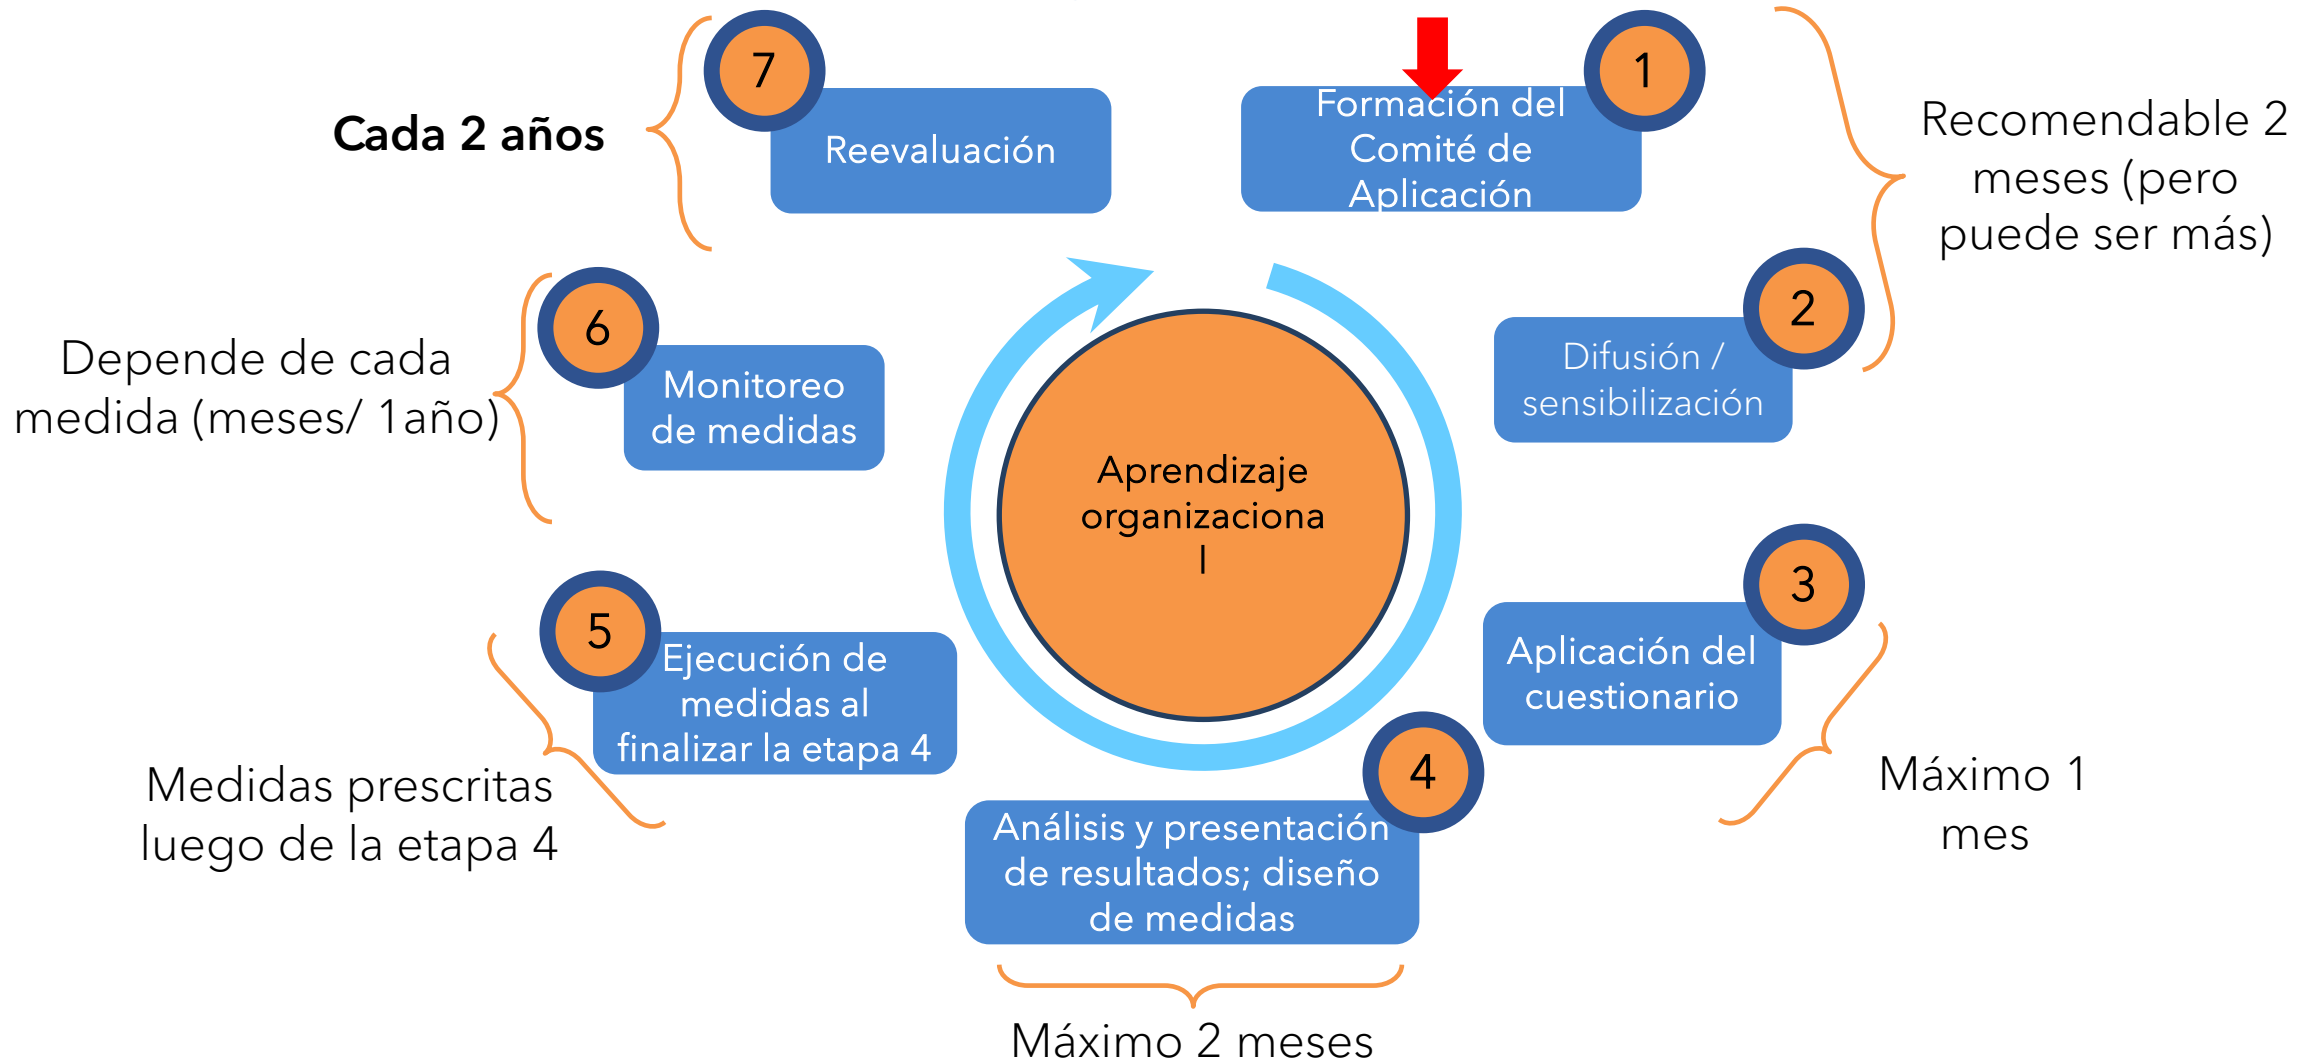 1
Formación del
Comité de
Aplicación
Recomendable 2
meses (pero
puede ser más)
2
Difusión /
sensibilización
3
Aplicación del
cuestionario
Máximo 1
mes
4
Análisis y presentación
de resultados; diseño
de medidas
Máximo 2 meses
5
Ejecución de
medidas al
finalizar la etapa 4
Medidas prescritas
luego de la etapa 4
6
Monitoreo
de medidas
Depende de cada
medida (meses/ 1año)
7
Reevaluación
Cada 2 años
Aprendizaje
organizaciona
l